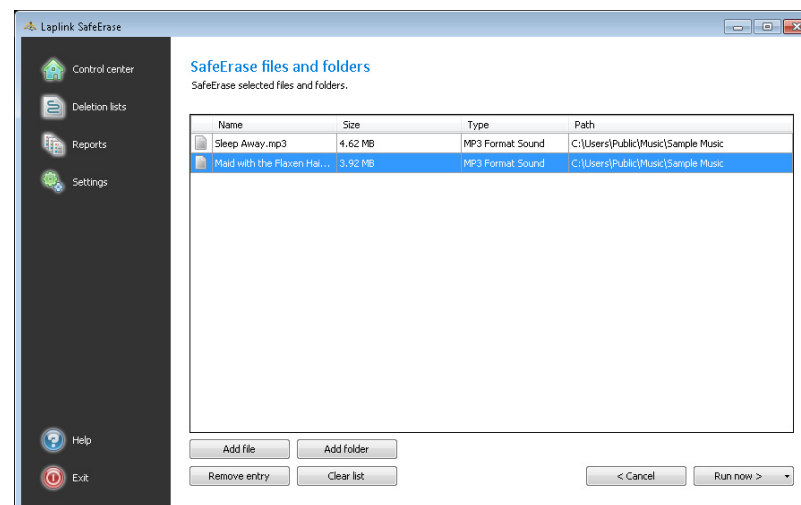 Laplink SafeErase
Control center
Deletion lists
Reports
Settings
Help
Exit
SafeErase files and folders
SafeErase selected files and folders.
Name Size Type Path
Sleep Away.mp3 4.62 MB MP3 Format Sound C:\Users\Public\Music\Sample Music
Maid with the Flaxen Hai... 3.92 MB MP3 Format Sound C:\Users\Public\Music\Sample Music
Add file Add folder
Remove entry Clear list < Cancel Run now >